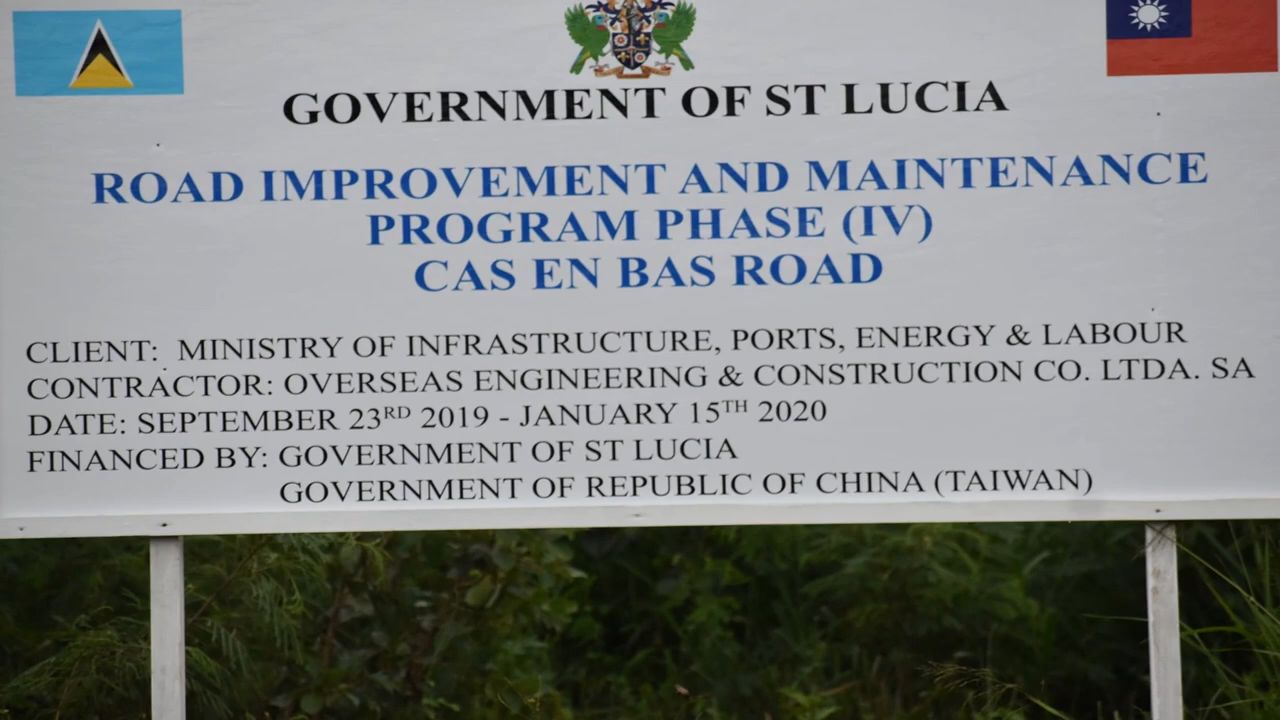 GOVERNMENT OF ST LUCIA
ROAD IMPROVEMENT AND MAINTENANCE
PROGRAM PHASE (IV)
CAS EN BAS ROAD
CLIENT: MINISTRY OF INFRASTRUCTURE, PORTS, ENERGY & LABOUR
CONTRACTOR: OVERSEAS ENGINEERING & CONSTRUCTION CO. LTDA. SA
DATE: SEPTEMBER 23RD 2019 - JANUARY 15TH 2020
FINANCED BY: GOVERNMENT OF ST LUCIA
GOVERNMENT OF REPUBLIC OF CHINA (TAIWAN)